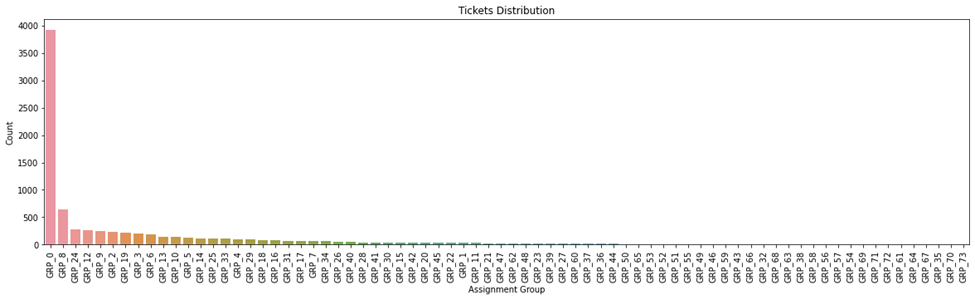 Tickets Distribution
Count
4000
3500
3000
2500
2000
1500
1000
500
0
GRP_0
GRP_8
GRP_24
GRP_12
GRP_9
GRP_2
GRP_19
GRP_3
GRP_6
GRP_13
GRP_10
GRP_5
GRP_14
GRP_25
GRP_33
GRP_4
GRP_29
GRP_18
GRP_16
GRP_31
GRP_17
GRP_7
GRP_34
GRP_26
GRP_40
GRP_28
GRP_41
GRP_30
GRP_15
GRP_42
GRP_20
GRP_45
GRP_22
GRP_1
GRP_11
GRP_21
GRP_47
GRP_62
GRP_48
GRP_23
GRP_39
GRP_27
GRP_60
GRP_37
GRP_36
GRP_44
GRP_50
GRP_65
GRP_53
GRP_52
GRP_51
GRP_55
GRP_49
GRP_46
GRP_59
GRP_43
GRP_66
GRP_32
GRP_68
GRP_63
GRP_38
GRP_58
GRP_56
GRP_57
GRP_54
GRP_69
GRP_71
GRP_72
GRP_61
GRP_64
GRP_67
GRP_35
GRP_70
GRP_73
Assignment Group